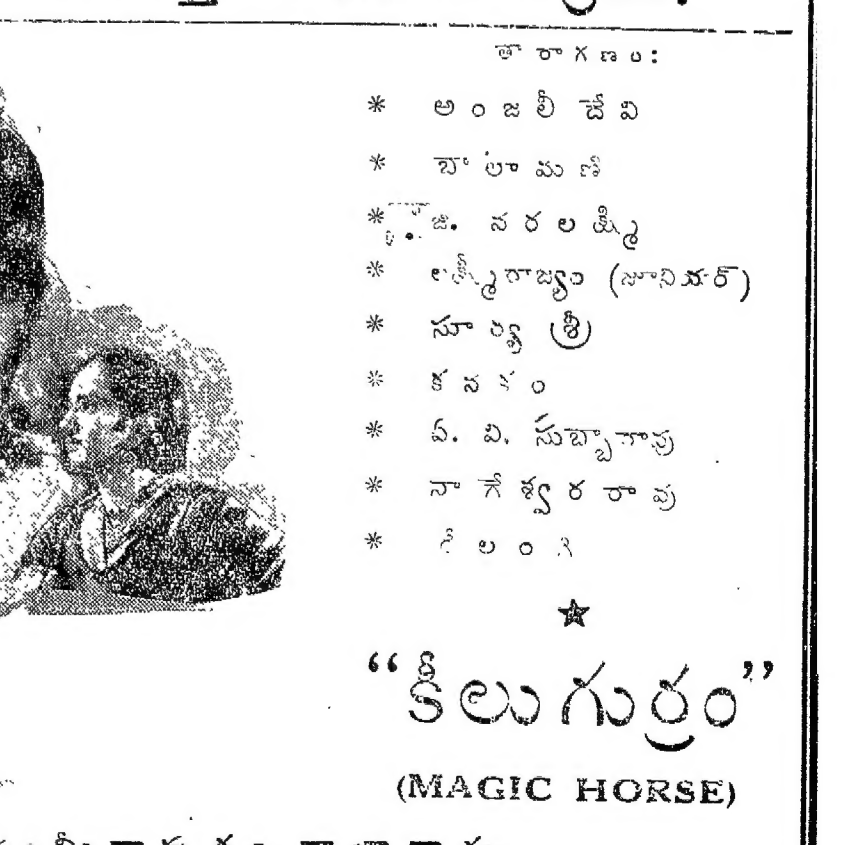 తారాగణం:
* అంజలీదేవి
* బాలామణి
* జి. వరలక్ష్మి
* లక్ష్మీరాజ్యం (జూనియర్)
* సూర్యశ్రీ
* కనకం
* ఏ. వి. సుబ్బారావు
* నాగేశ్వరరావు
* రేలంగి
★
“కీలుగుర్రం”
(MAGIC HORSE)